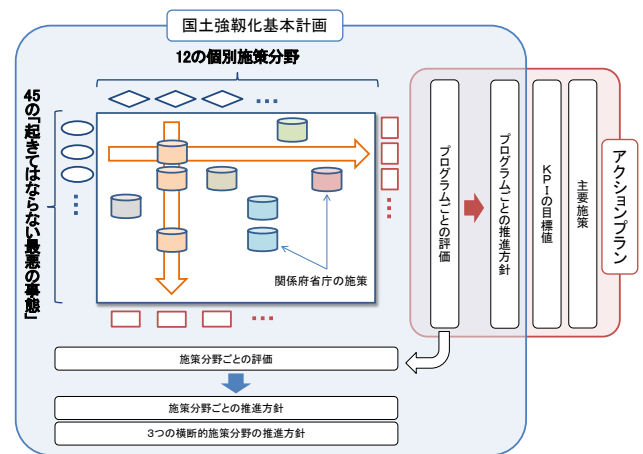 国土強靱化基本計画
12の個別施策分野
45の「起きてはならない最悪の事態」
関係府省庁の施策
プログラムごとの評価
プログラムごとの推進方針
KPIの目標値
主要施策
アクションプラン
施策分野ごとの評価
施策分野ごとの推進方針
3つの横断的施策分野の推進方針